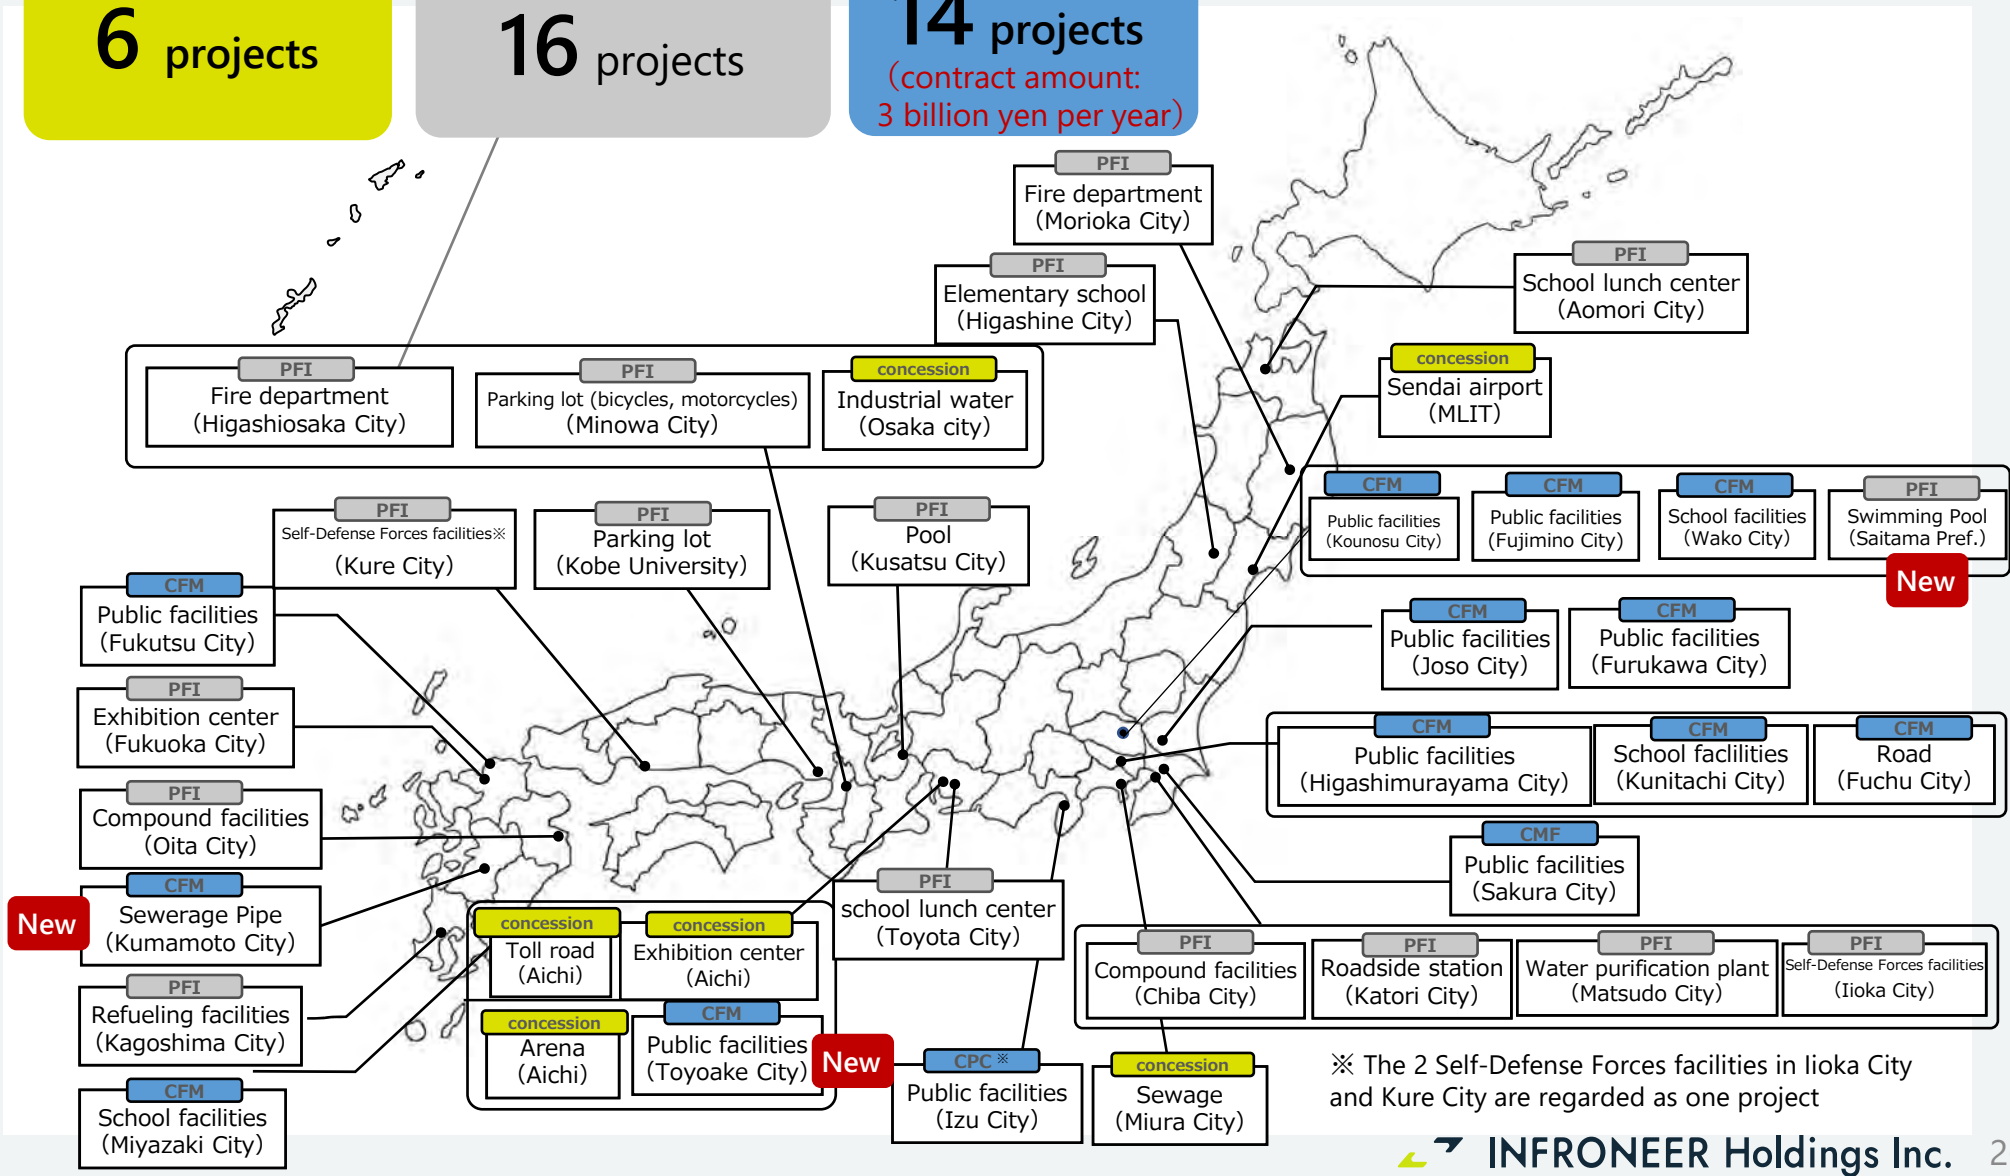 6 projects
16 projects
14 projects
(contract amount:
3 billion yen per year)
PFI
Fire department
(Morioka City)
PFI
Elementary school
(Higashine City)
PFI
School lunch center
(Aomori City)
concession
Sendai airport
(MLIT)
PFI
Fire department
(Higashiosaka City)
PFI
Parking lot (bicycles, motorcycles)
(Minowa City)
concession
Industrial water
(Osaka city)
CFM
Public facilities
(Kounosu City)
CFM
Public facilities
(Fujimino City)
CFM
School facilities
(Wako City)
PFI
Swimming Pool
(Saitama Pref.)
New
PFI
Self-Defense Forces facilities※
(Kure City)
PFI
Parking lot
(Kobe University)
PFI
Pool
(Kusatsu City)
CFM
Public facilities
(Fukutsu City)
CFM
Public facilities
(Joso City)
CFM
Public facilities
(Furukawa City)
PFI
Exhibition center
(Fukuoka City)
CFM
Public facilities
(Higashimurayama City)
CFM
School faclilities
(Kunitachi City)
CFM
Road
(Fuchu City)
PFI
Compound facilities
(Oita City)
CMF
Public facilities
(Sakura City)
New
CFM
Sewerage Pipe
(Kumamoto City)
PFI
school lunch center
(Toyota City)
concession
Toll road
(Aichi)
concession
Exhibition center
(Aichi)
PFI
Compound facilities
(Chiba City)
PFI
Roadside station
(Katori City)
PFI
Water purification plant
(Matsudo City)
PFI
Self-Defense Forces facilities
(Iioka City)
PFI
Refueling facilities
(Kagoshima City)
concession
Arena
(Aichi)
CFM
Public facilities
(Toyoake City)
New
CPC※
Public facilities
(Izu City)
concession
Sewage
(Miura City)
CFM
School facilities
(Miyazaki City)
※ The 2 Self-Defense Forces facilities in Iioka City
and Kure City are regarded as one project
INFRONEER Holdings Inc.
2